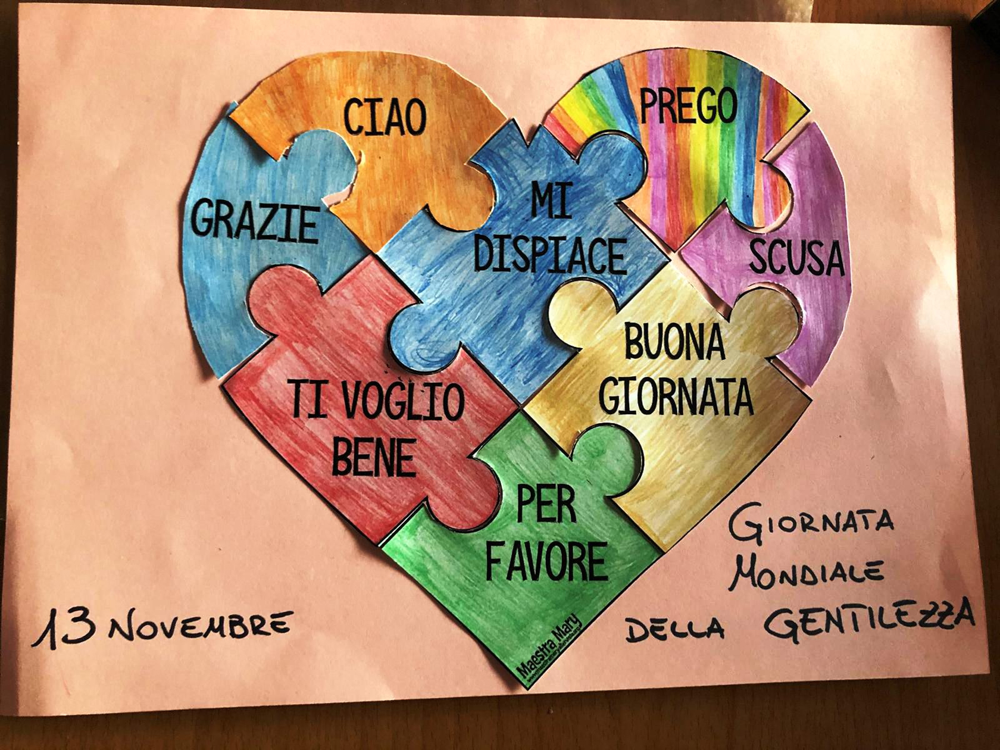 CIAO
PREGO
GRAZIE
MI
DISPIACE
SCUSA
BUONA
GIORNATA
TI VOGLIO
BENE
PER
FAVORE
Maestra Mary
13 NOVEMBRE
GIORNATA
MONDIALE
DELLA GENTILEZZA